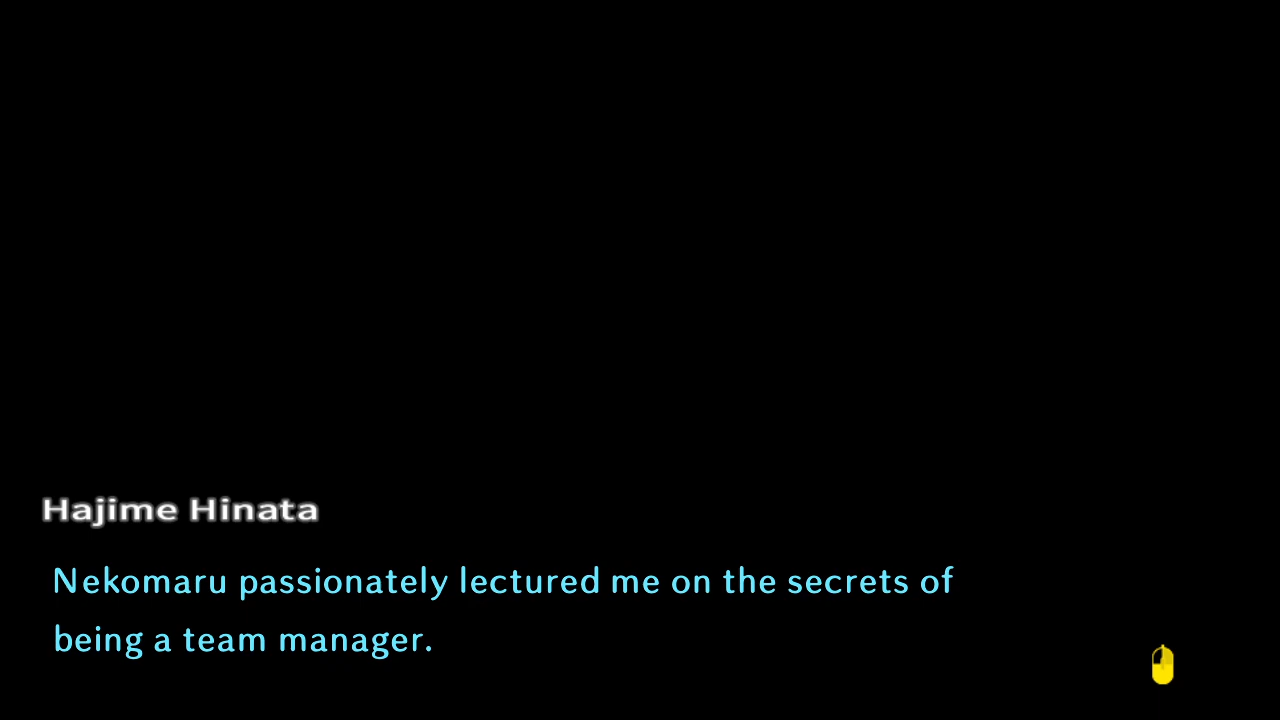 Hajime Hinata
Nekomaru passionately lectured me on the secrets of
being a team manager.